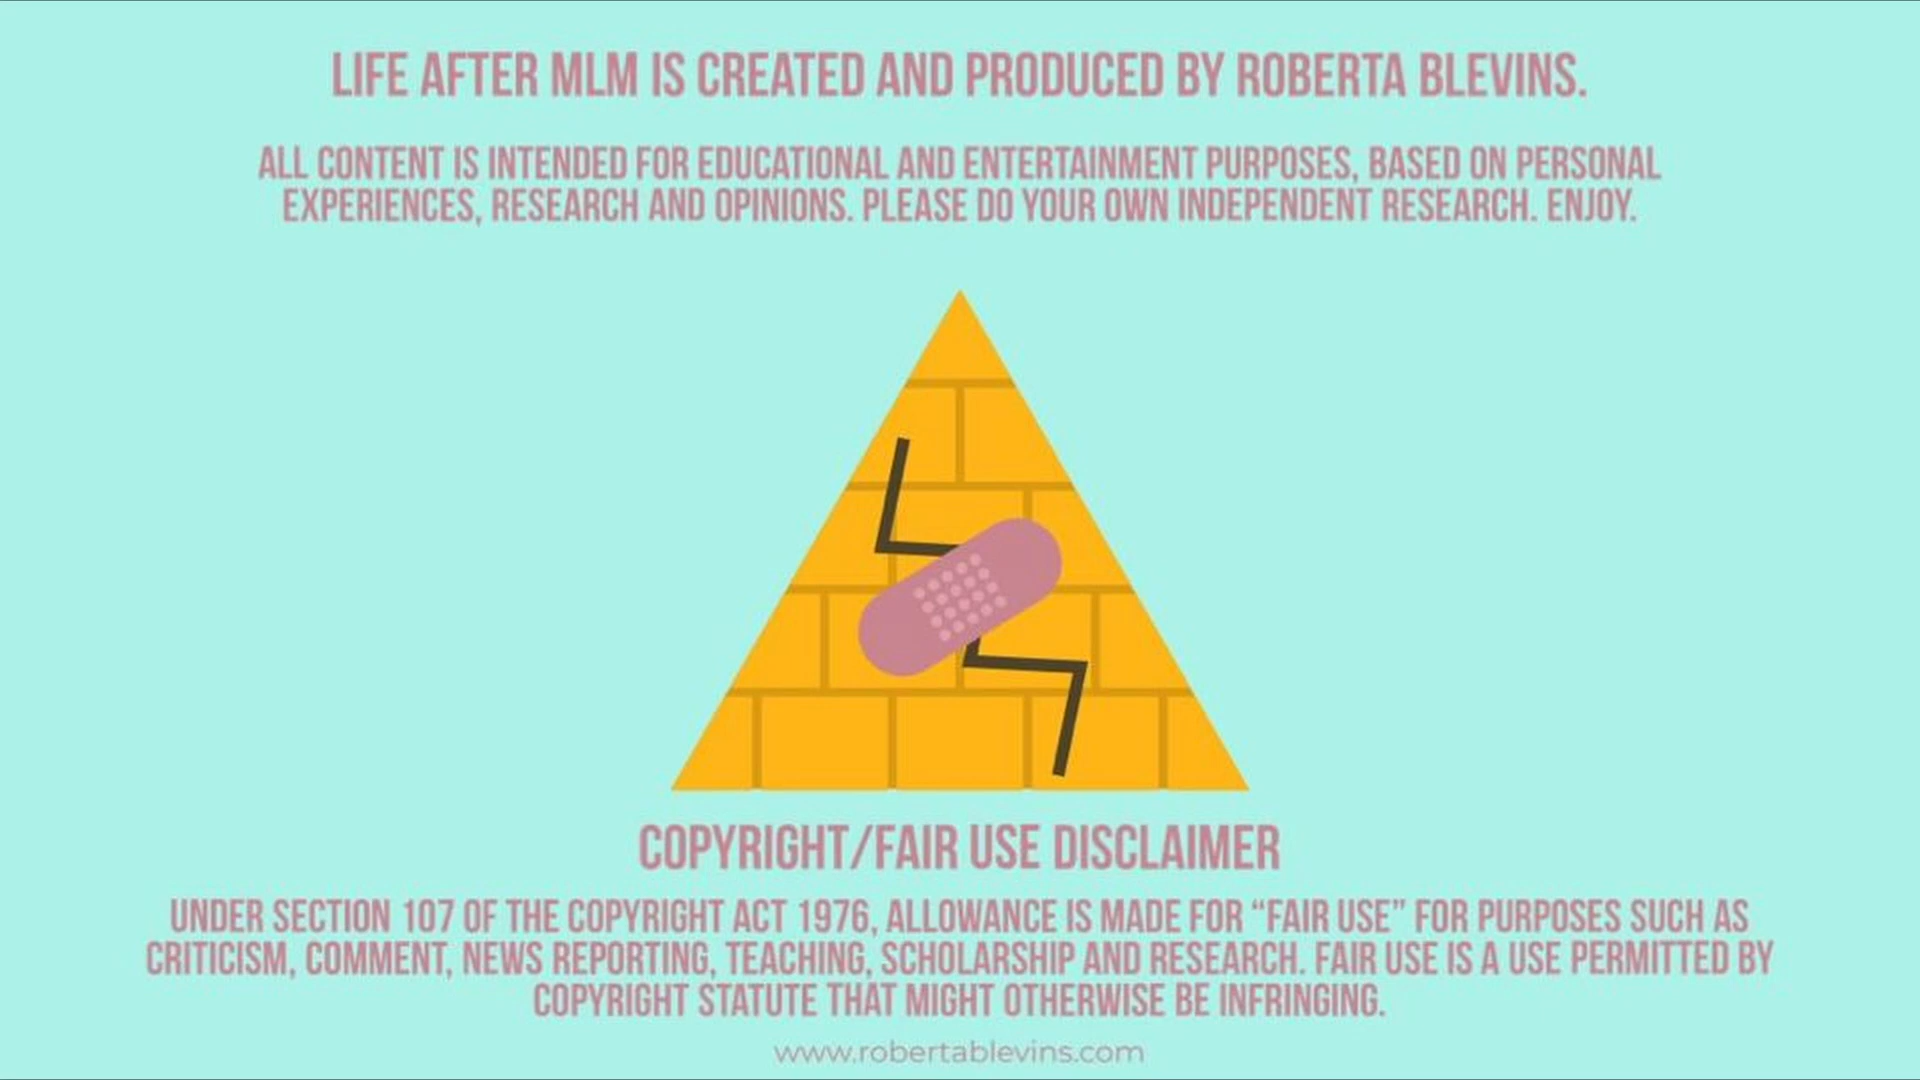 LIFE AFTER MLM IS CREATED AND PRODUCED BY ROBERTA BLEVINS.
ALL CONTENT IS INTENDED FOR EDUCATIONAL AND ENTERTAINMENT PURPOSES, BASED ON PERSONAL
EXPERIENCES, RESEARCH AND OPINIONS. PLEASE DO YOUR OWN INDEPENDENT RESEARCH. ENJOY.
COPYRIGHT/FAIR USE DISCLAIMER
UNDER SECTION 107 OF THE COPYRIGHT ACT 1976, ALLOWANCE IS MADE FOR “FAIR USE” FOR PURPOSES SUCH AS
CRITICISM, COMMENT, NEWS REPORTING, TEACHING, SCHOLARSHIP AND RESEARCH. FAIR USE IS A USE PERMITTED BY
COPYRIGHT STATUTE THAT MIGHT OTHERWISE BE INFRINGING.
www.robertablevins.com